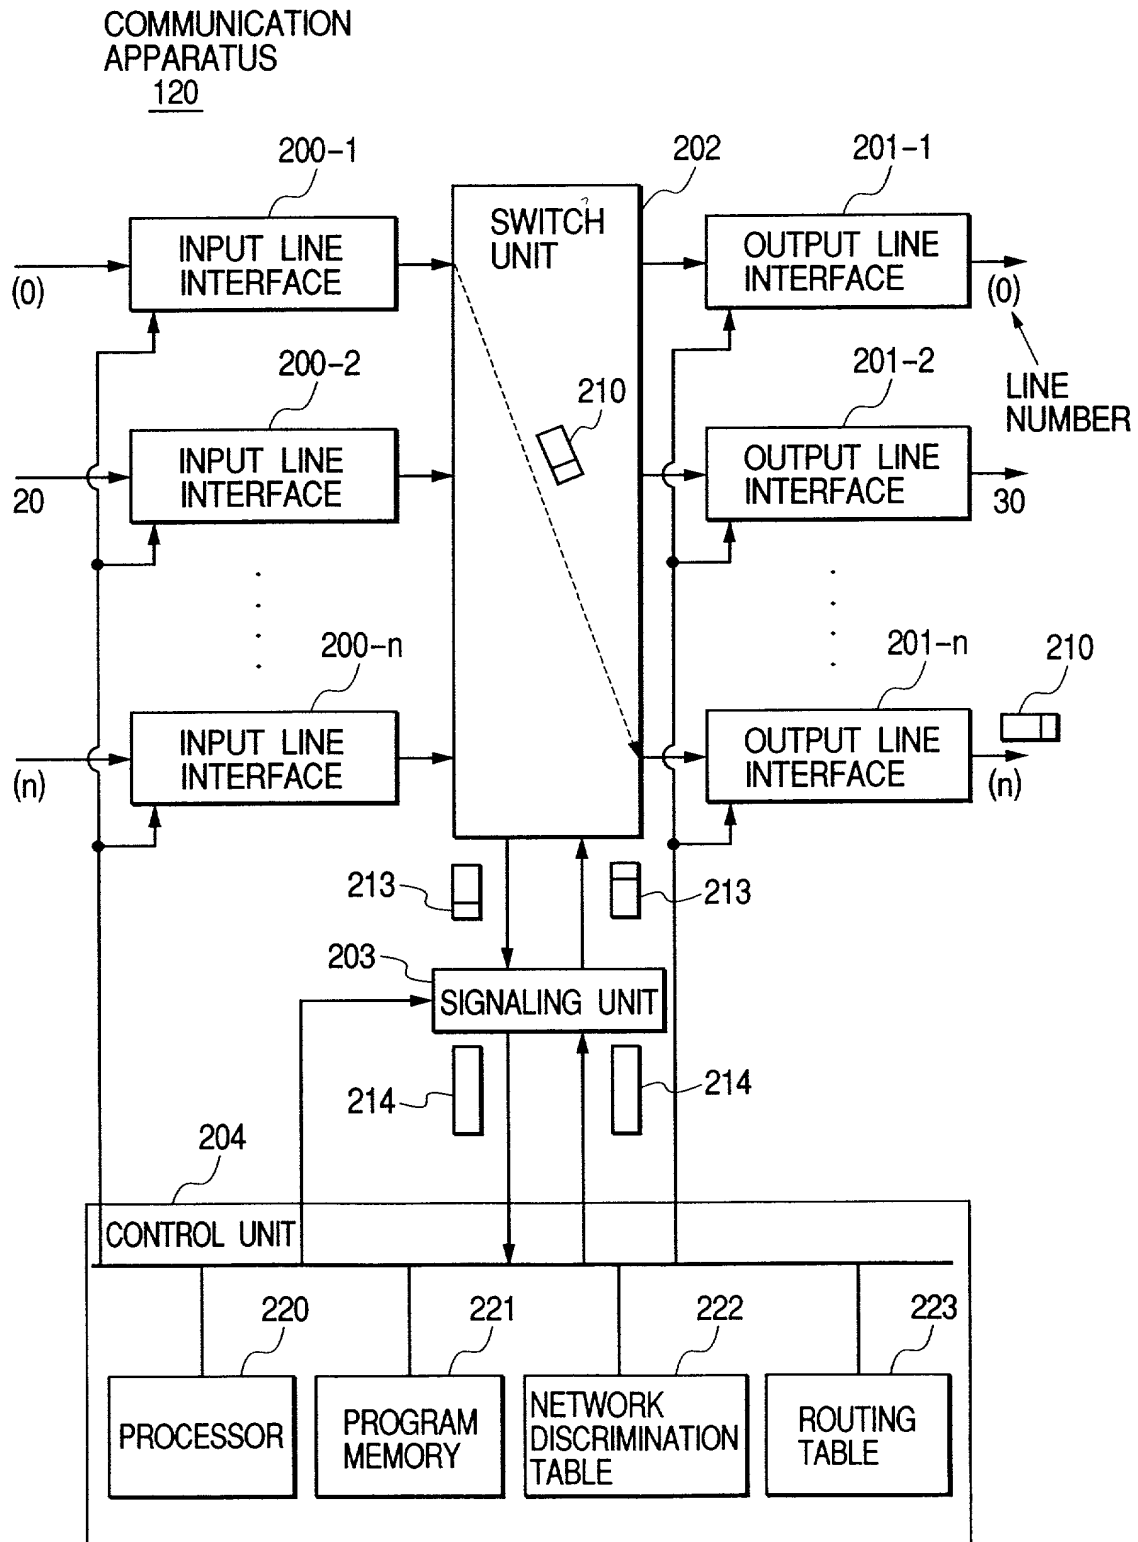 COMMUNICATION
APPARATUS
120
200-1
202
201-1
INPUT LINE
INTERFACE
SWITCH
UNIT
OUTPUT LINE
INTERFACE
(0)
(0)
200-2
201-2
LINE
NUMBER
210
INPUT LINE
INTERFACE
OUTPUT LINE
INTERFACE
20
30
200-n
201-n
210
INPUT LINE
INTERFACE
OUTPUT LINE
INTERFACE
(n)
(n)
213
213
203
SIGNALING UNIT
214
214
204
CONTROL UNIT
220
221
222
223
PROCESSOR
PROGRAM
MEMORY
NETWORK
DISCRIMINATION
TABLE
ROUTING
TABLE